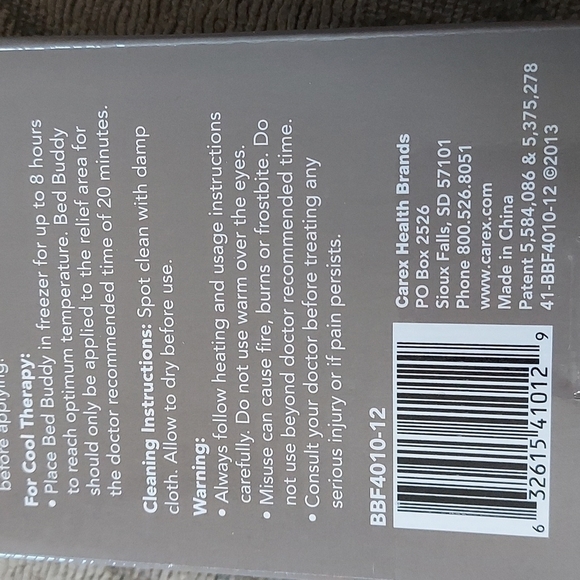 before applying.
For Cool Therapy:
• Place Bed Buddy in freezer for up to 8 hours
to reach optimum temperature. Bed Buddy
should only be applied to the relief area for
the doctor recommended time of 20 minutes.
Cleaning Instructions: Spot clean with damp
cloth. Allow to dry before use.
Warning:
• Always follow heating and usage instructions
carefully. Do not use warm over the eyes.
• Misuse can cause fire, burns or frostbite. Do
not use beyond doctor recommended time.
• Consult your doctor before treating any
serious injury or if pain persists.
BBF4010-12
6 32615 41012 9
Carex Health Brands
PO Box 2526
Sioux Falls, SD 57101
Phone 800.526.8051
www.carex.com
Made in China
Patent 5,584,086 & 5,375,278
41-BBF4010-12 ©2013